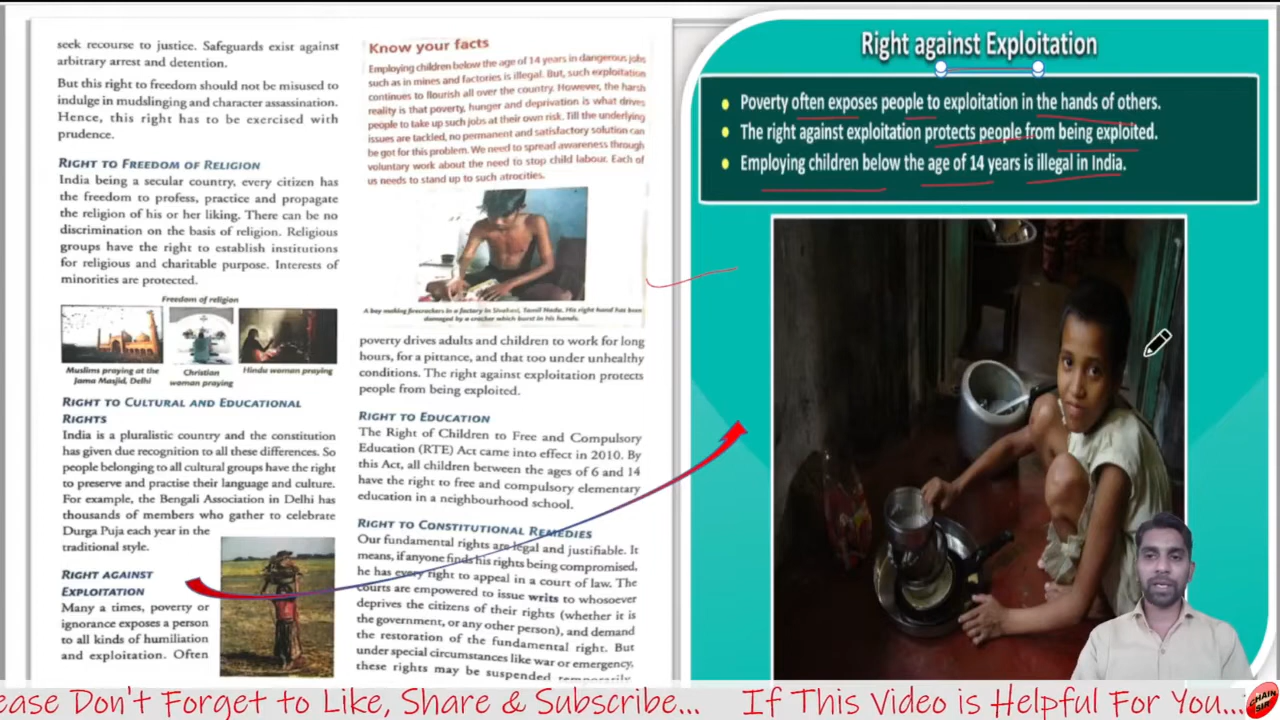 seek recourse to justice. Safeguards exist against
arbitrary arrest and detention.
But this right to freedom should not be misused to
indulge in mudslinging and character assassination.
Hence, this right has to be exercised with
prudence.
RIGHT TO FREEDOM OF RELIGION
India being a secular country, every citizen has
the freedom to profess, practice and propagate
the religion of his or her liking. There can be no
discrimination on the basis of religion. Religious
groups have the right to establish institutions
for religious and charitable purpose. Interests of
minorities are protected.
Freedom of religion
Muslims praying at the
Jama Masjid, Delhi
Christian
woman praying
Hindu woman praying
RIGHT TO CULTURAL AND EDUCATIONAL
RIGHTS
India is a pluralistic country and the constitution
has given due recognition to all these differences. So
people belonging to all cultural groups have the right
to preserve and practise their language and culture.
For example, the Bengali Association in Delhi has
thousands of members who gather to celebrate
Durga Puja each year in the
traditional style.
RIGHT AGAINST
EXPLOITATION
Many a times, poverty or
ignorance exposes a person
to all kinds of humiliation
and exploitation. Often
Know your facts
Employing children below the age of 14 years in dangerous jobs
such as in mines and factories is illegal. But, such exploitation
continues to flourish all over the country. However, the harsh
reality is that poverty, hunger and deprivation is what drives
people to take up such jobs at their own risk. Till the underlying
issues are tackled, no permanent and satisfactory solution can
be got for this problem. We need to spread awareness through
voluntary work about the need to stop child labour. Each of
us needs to stand up to such atrocities.
A boy making firecrackers in a factory in Sivakasi, Tamil Nadu. His right hand has been
damaged by a cracker which burst in his hands.
poverty drives adults and children to work for long
hours, for a pittance, and that too under unhealthy
conditions. The right against exploitation protects
people from being exploited.
RIGHT TO EDUCATION
The Right of Children to Free and Compulsory
Education (RTE) Act came into effect in 2010. By
this Act, all children between the ages of 6 and 14
have the right to free and compulsory elementary
education in a neighbourhood school.
RIGHT TO CONSTITUTIONAL REMEDIES
Our fundamental rights are legal and justifiable. It
means, if anyone finds his rights being compromised,
he has every right to appeal in a court of law. The
courts are empowered to issue writs to whosoever
deprives the citizens of their rights (whether it is
the government, or any other person), and demand
the restoration of the fundamental right. But
under special circumstances like war or emergency,
these rights may be suspended temporarily
Right against Exploitation
Poverty often exposes people to exploitation in the hands of others.
The right against exploitation protects people from being exploited.
Employing children below the age of 14 years is illegal in India.
ease Don't Forget to Like, Share & Subscribe... If This Video is Helpful For You...
CHAIN
SIR